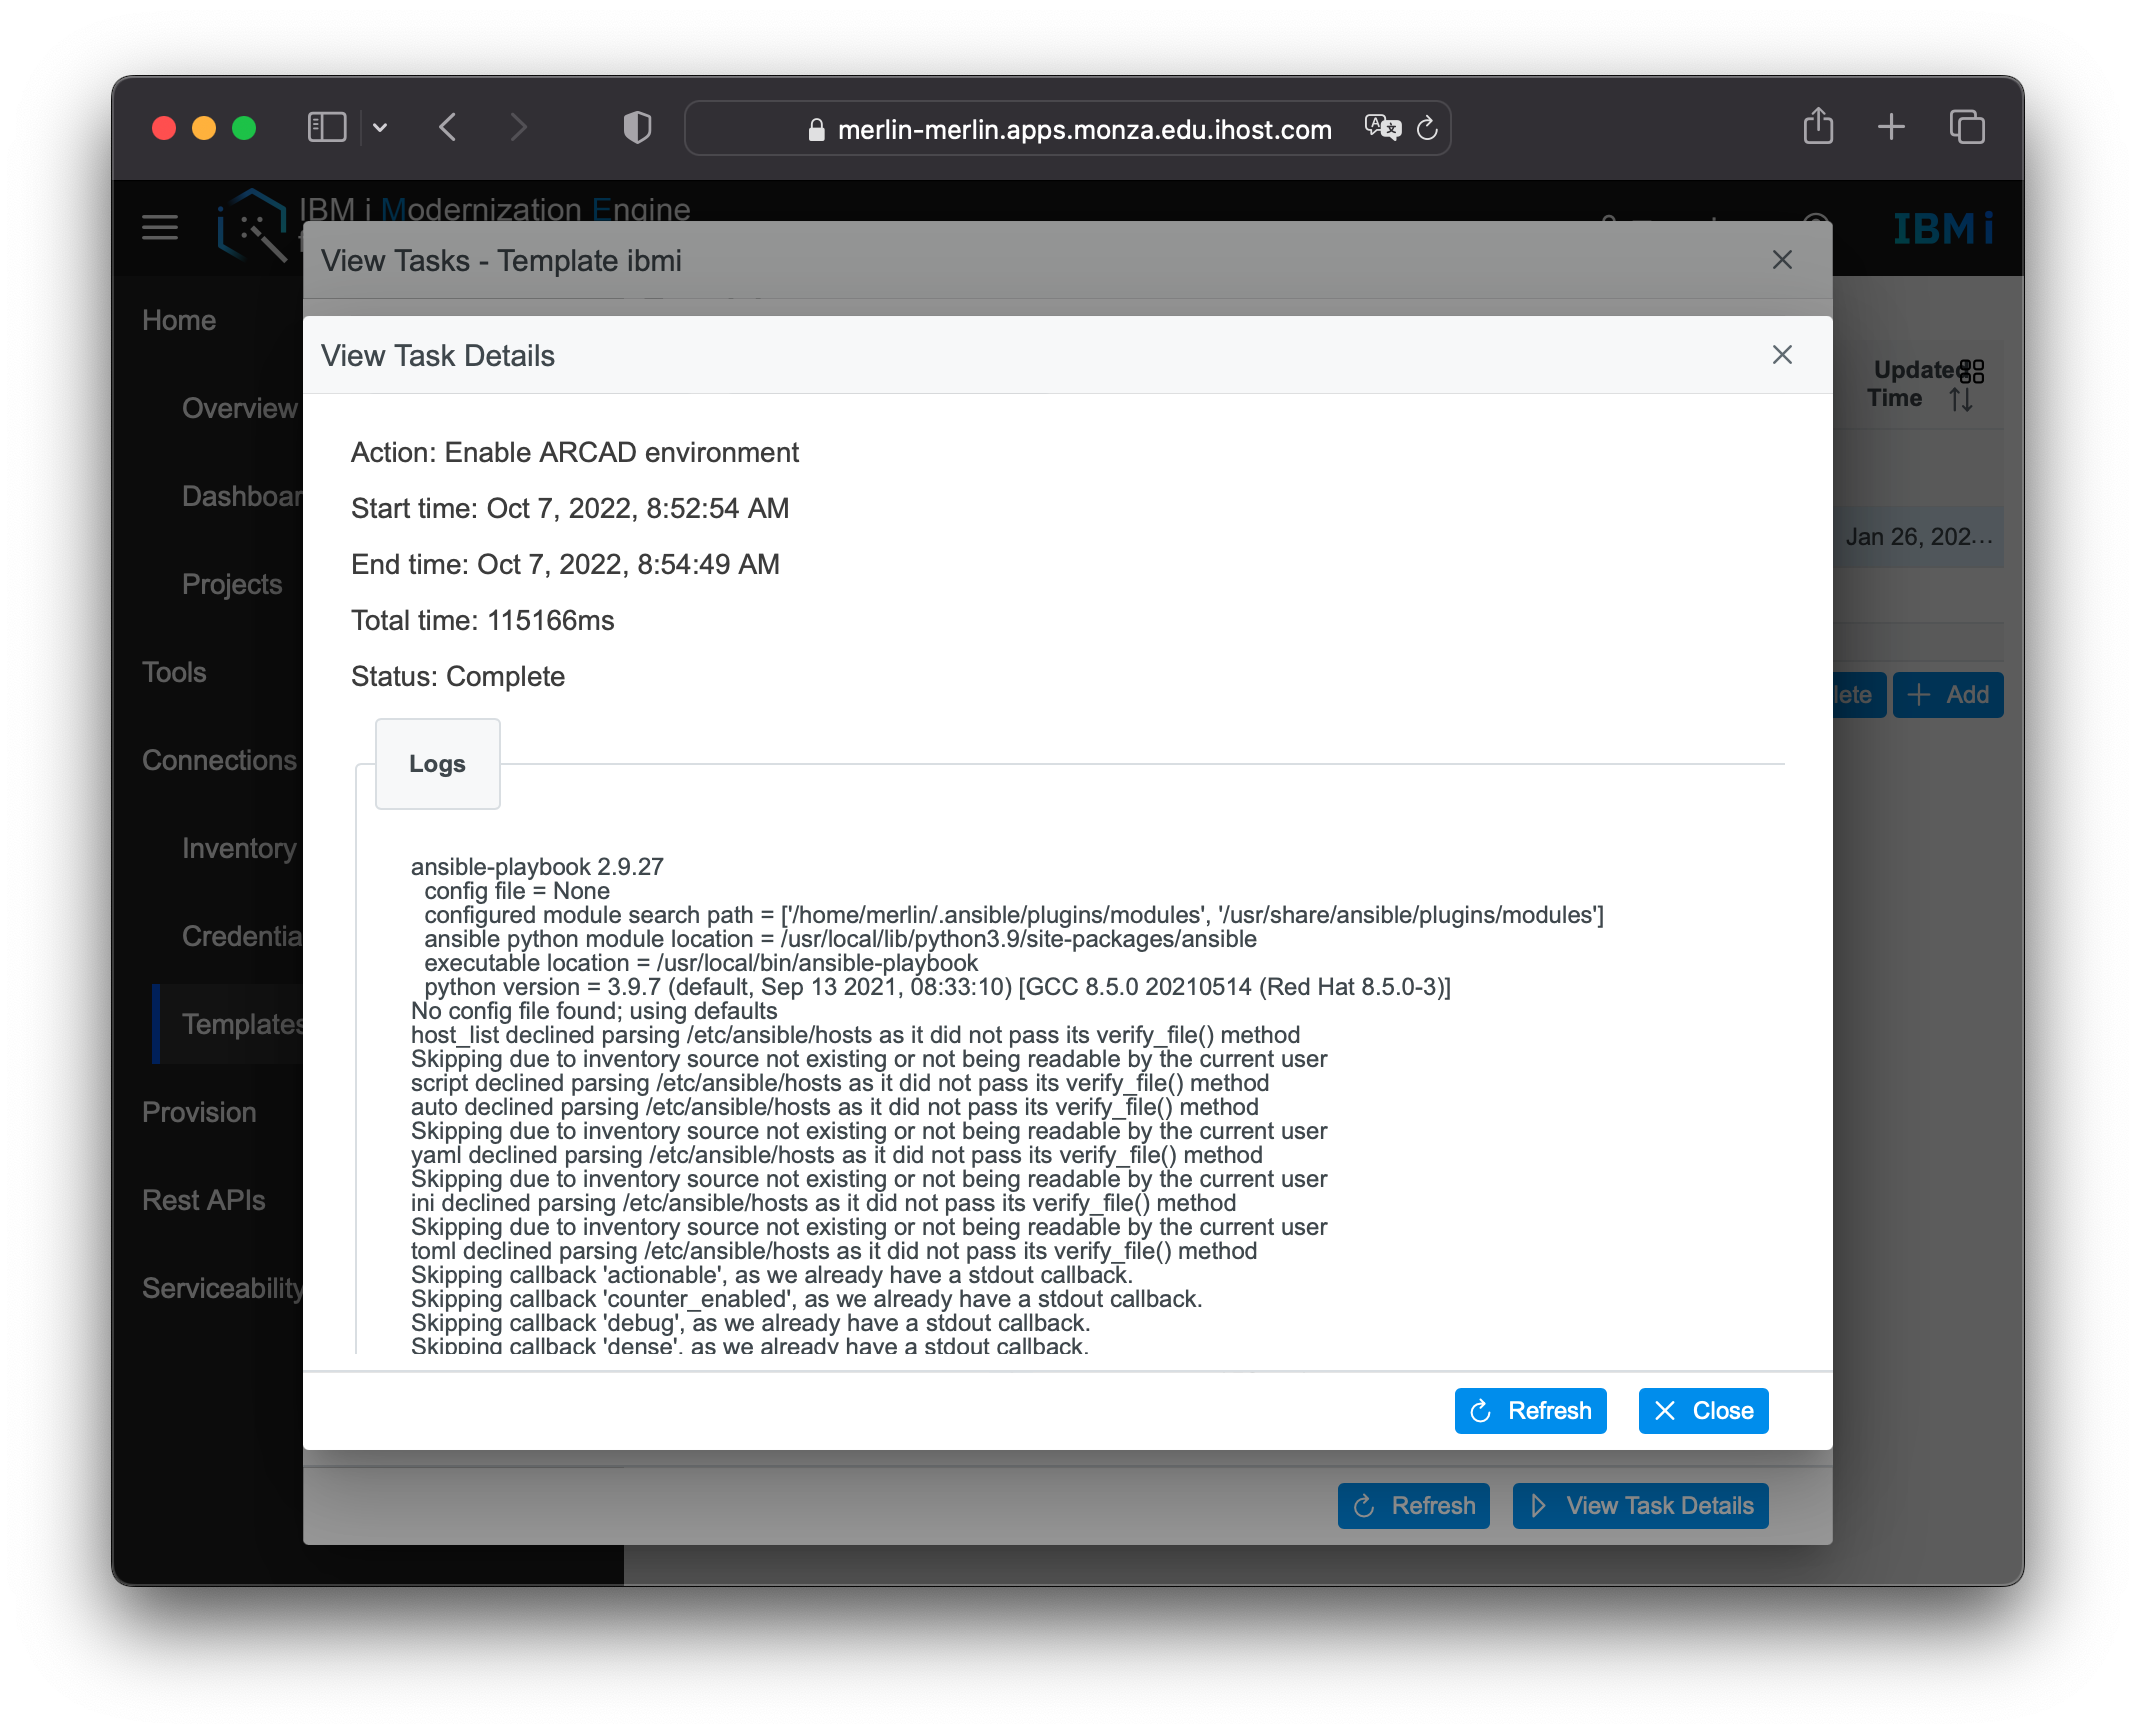 merlin-merlin.apps.monza.edu.ihost.com
IBM i Modernization Engine
IBM i
View Tasks - Template ibmi
Home
Overview
Projects
Tools
Connections
Inventory
Templates
Provision
Rest APIs
Serviceability
View Task Details
Action: Enable ARCAD environment
Start time: Oct 7, 2022, 8:52:54 AM
End time: Oct 7, 2022, 8:54:49 AM
Total time: 115166ms
Status: Complete
Logs
ansible-playbook 2.9.27
config file = None
configured module search path = ['/home/merlin/.ansible/plugins/modules', '/usr/share/ansible/plugins/modules']
ansible python module location = /usr/local/lib/python3.9/site-packages/ansible
executable location = /usr/local/bin/ansible-playbook
python version = 3.9.7 (default, Sep 13 2021, 08:33:10) [GCC 8.5.0 20210514 (Red Hat 8.5.0-3)]
No config file found; using defaults
host_list declined parsing /etc/ansible/hosts as it did not pass its verify_file() method
Skipping due to inventory source not existing or not being readable by the current user
script declined parsing /etc/ansible/hosts as it did not pass its verify_file() method
auto declined parsing /etc/ansible/hosts as it did not pass its verify_file() method
Skipping due to inventory source not existing or not being readable by the current user
yaml declined parsing /etc/ansible/hosts as it did not pass its verify_file() method
Skipping due to inventory source not existing or not being readable by the current user
ini declined parsing /etc/ansible/hosts as it did not pass its verify_file() method
Skipping due to inventory source not existing or not being readable by the current user
toml declined parsing /etc/ansible/hosts as it did not pass its verify_file() method
Skipping callback 'actionable', as we already have a stdout callback.
Skipping callback 'counter_enabled', as we already have a stdout callback.
Skipping callback 'debug', as we already have a stdout callback.
Skipping callback 'dense', as we already have a stdout callback.
Refresh
Close
Refresh
View Task Details
Updated
Time
Jan 26, 202...
lete
Add